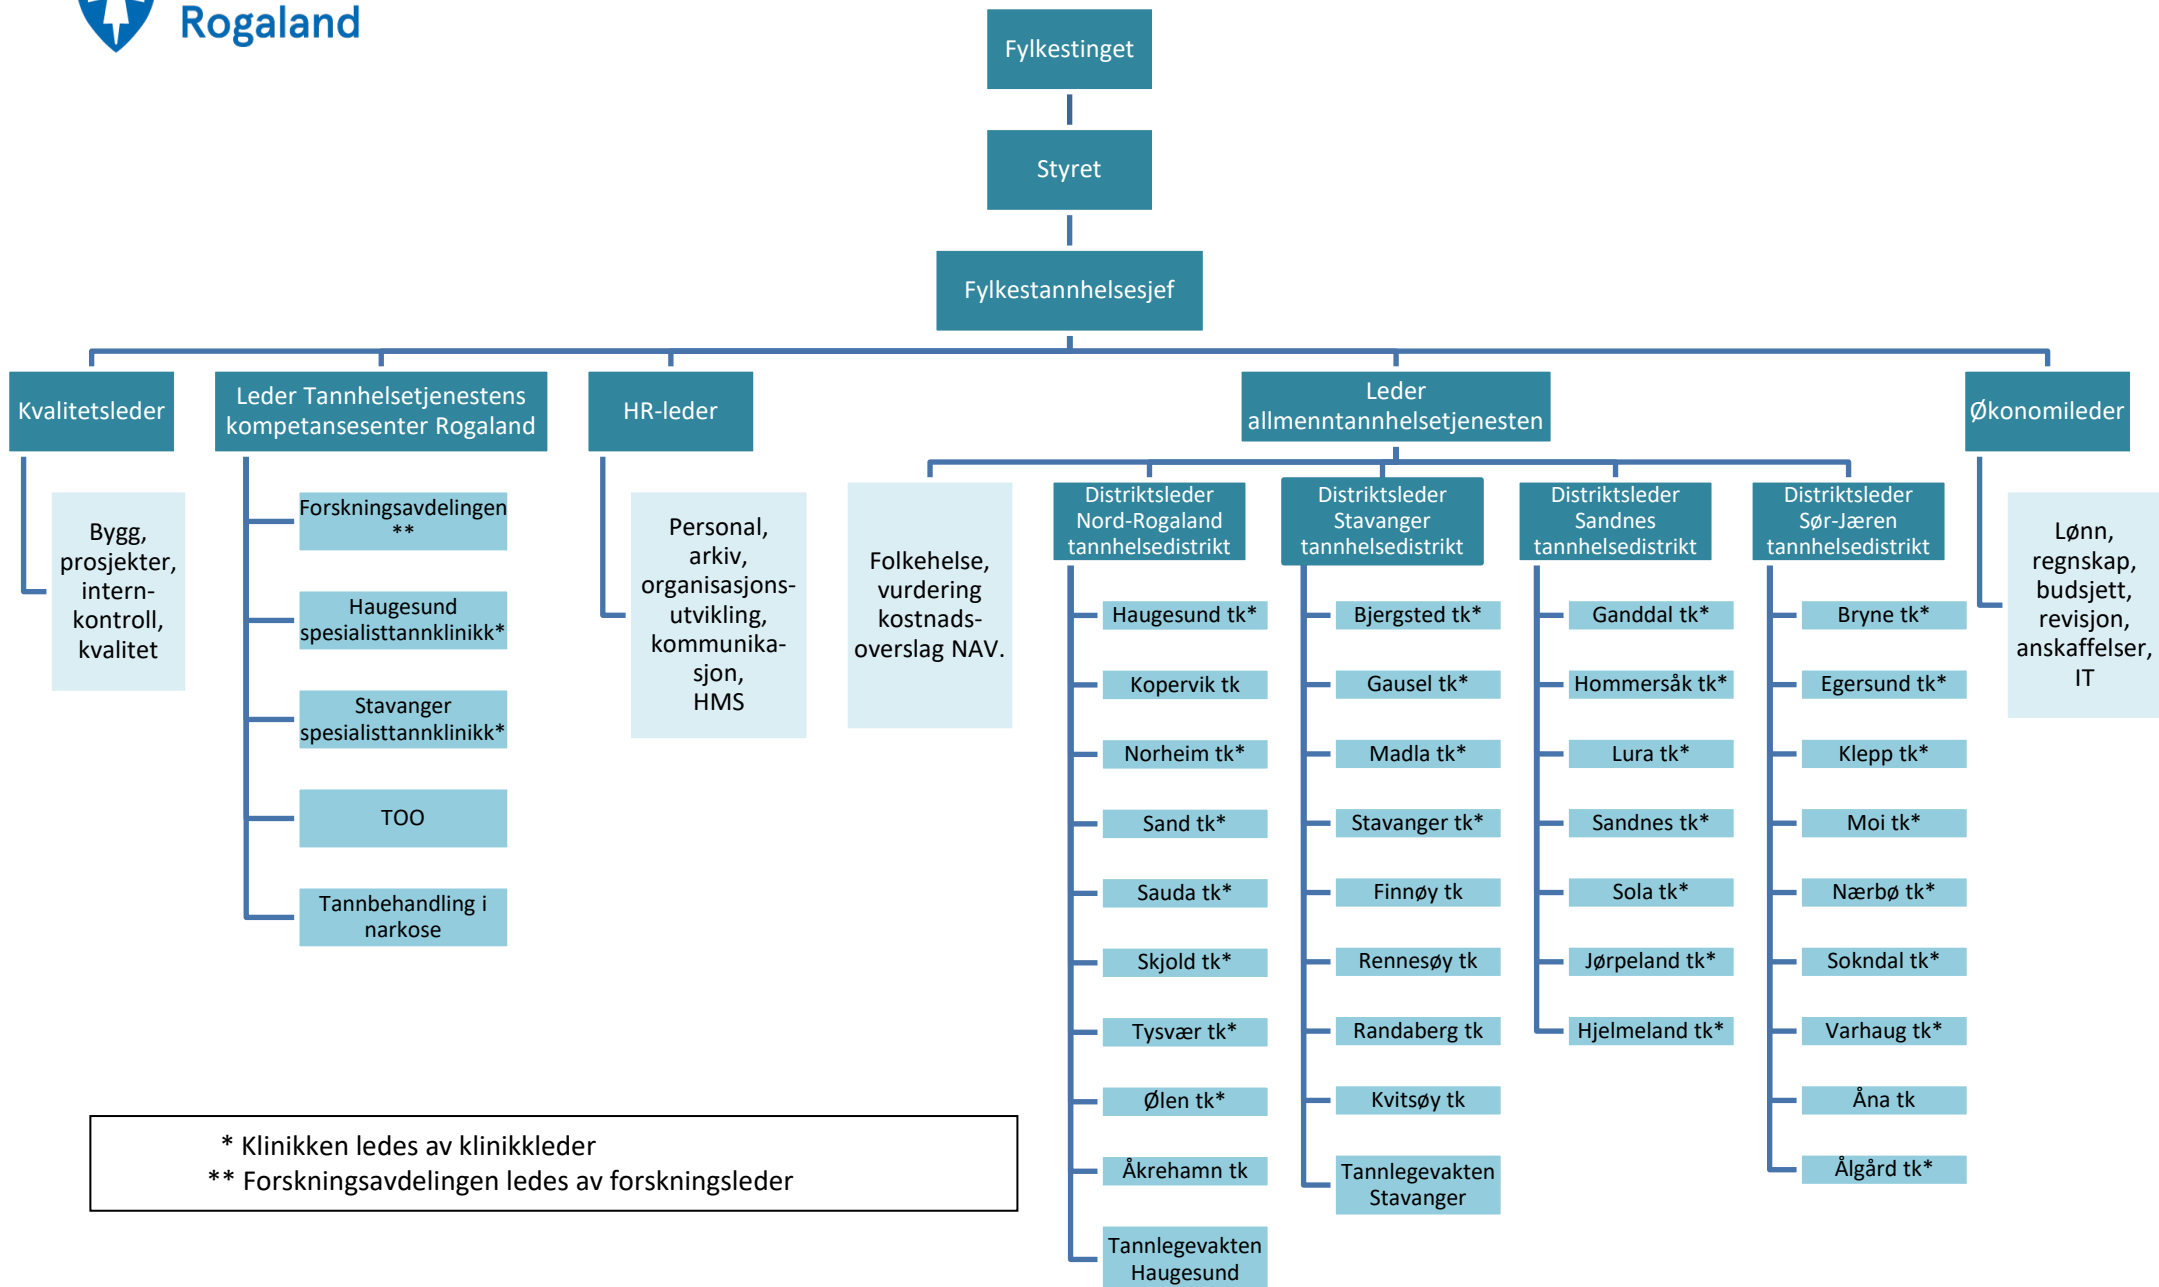 Rogaland
Fylkestinget
Styret
Fylkestannhelsesjef
Kvalitetsleder
Leder Tannhelsetjenestens
kompetansesenter Rogaland
HR-leder
Leder
allmenntannhelsetjenesten
Økonomileder
Bygg,
prosjekter,
intern-
kontroll,
kvalitet
Forskningsavdelingen
**
Haugesund
spesialisttannklinikk*
Stavanger
spesialisttannklinikk*
TOO
Tannbehandling i
narkose
Personal,
arkiv,
organisasjons-
utvikling,
kommunika-
sjon,
HMS
Folkehelse,
vurdering
kostnads-
overslag NAV.
Distriktsleder
Nord-Rogaland
tannhelsedistrikt
Haugesund tk*
Kopervik tk
Norheim tk*
Sand tk*
Sauda tk*
Skjold tk*
Tysvær tk*
Ølen tk*
Åkrehamn tk
Tannlegevakten
Haugesund
Distriktsleder
Stavanger
tannhelsedistrikt
Bjergsted tk*
Gausel tk*
Madla tk*
Stavanger tk*
Finnøy tk
Rennesøy tk
Randaberg tk
Kvitsøy tk
Tannlegevakten
Stavanger
Distriktsleder
Sandnes
tannhelsedistrikt
Ganddal tk*
Hommersåk tk*
Lura tk*
Sandnes tk*
Sola tk*
Jørpeland tk*
Hjelmeland tk*
Distriktsleder
Sør-Jæren
tannhelsedistrikt
Bryne tk*
Egersund tk*
Klepp tk*
Moi tk*
Nærbø tk*
Sokndal tk*
Varhaug tk*
Åna tk
Ålgård tk*
Lønn,
regnskap,
budsjett,
revisjon,
anskaffelser,
IT
* Klinikken ledes av klinikkleder
** Forskningsavdelingen ledes av forskningsleder